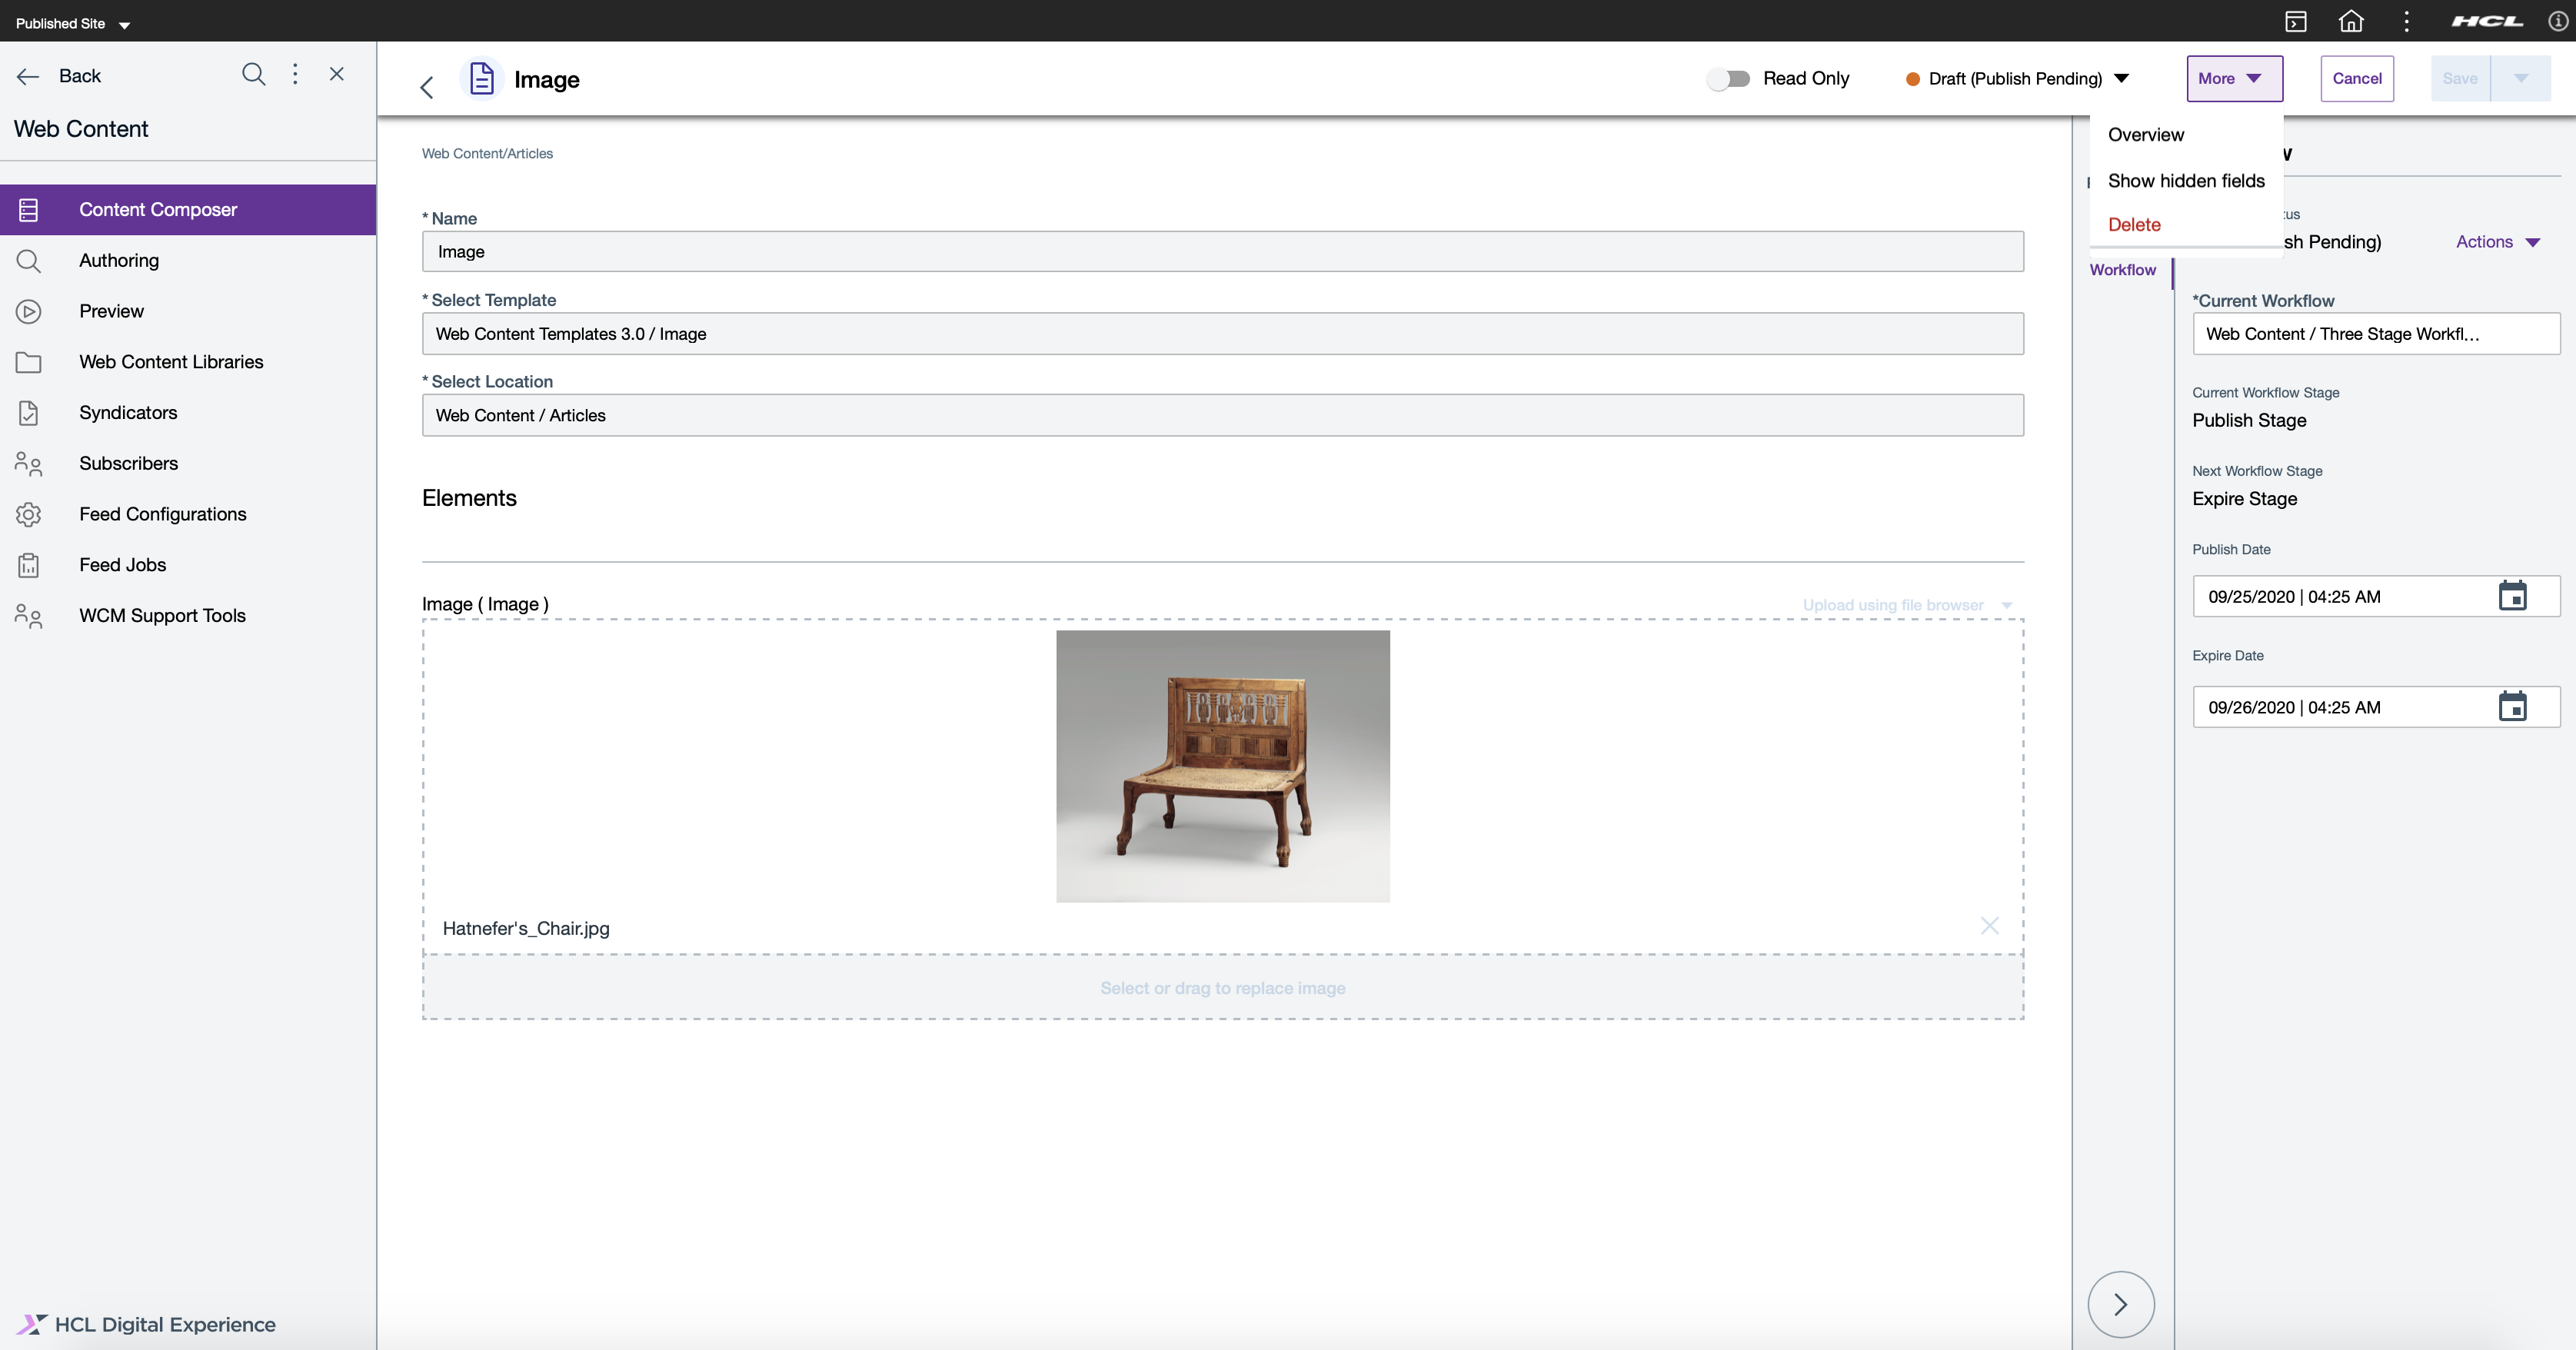 Published Site
HCL
Back
Web Content
Content Composer
Authoring
Preview
Web Content Libraries
Syndicators
Subscribers
Feed Configurations
Feed Jobs
WCM Support Tools
HCL Digital Experience
Image
Read Only
Draft (Publish Pending)
More
Cancel
Save
Overview
Show hidden fields
Delete
Web Content/Articles
* Name
Image
* Select Template
Web Content Templates 3.0 / Image
* Select Location
Web Content / Articles
Elements
Image ( Image )
Upload using file browser
Hatnefer's_Chair.jpg
Select or drag to replace image
Workflow
Pending)
Actions
*Current Workflow
Web Content / Three Stage Workfl...
Current Workflow Stage
Publish Stage
Next Workflow Stage
Expire Stage
Publish Date
09/25/2020 | 04:25 AM
Expire Date
09/26/2020 | 04:25 AM